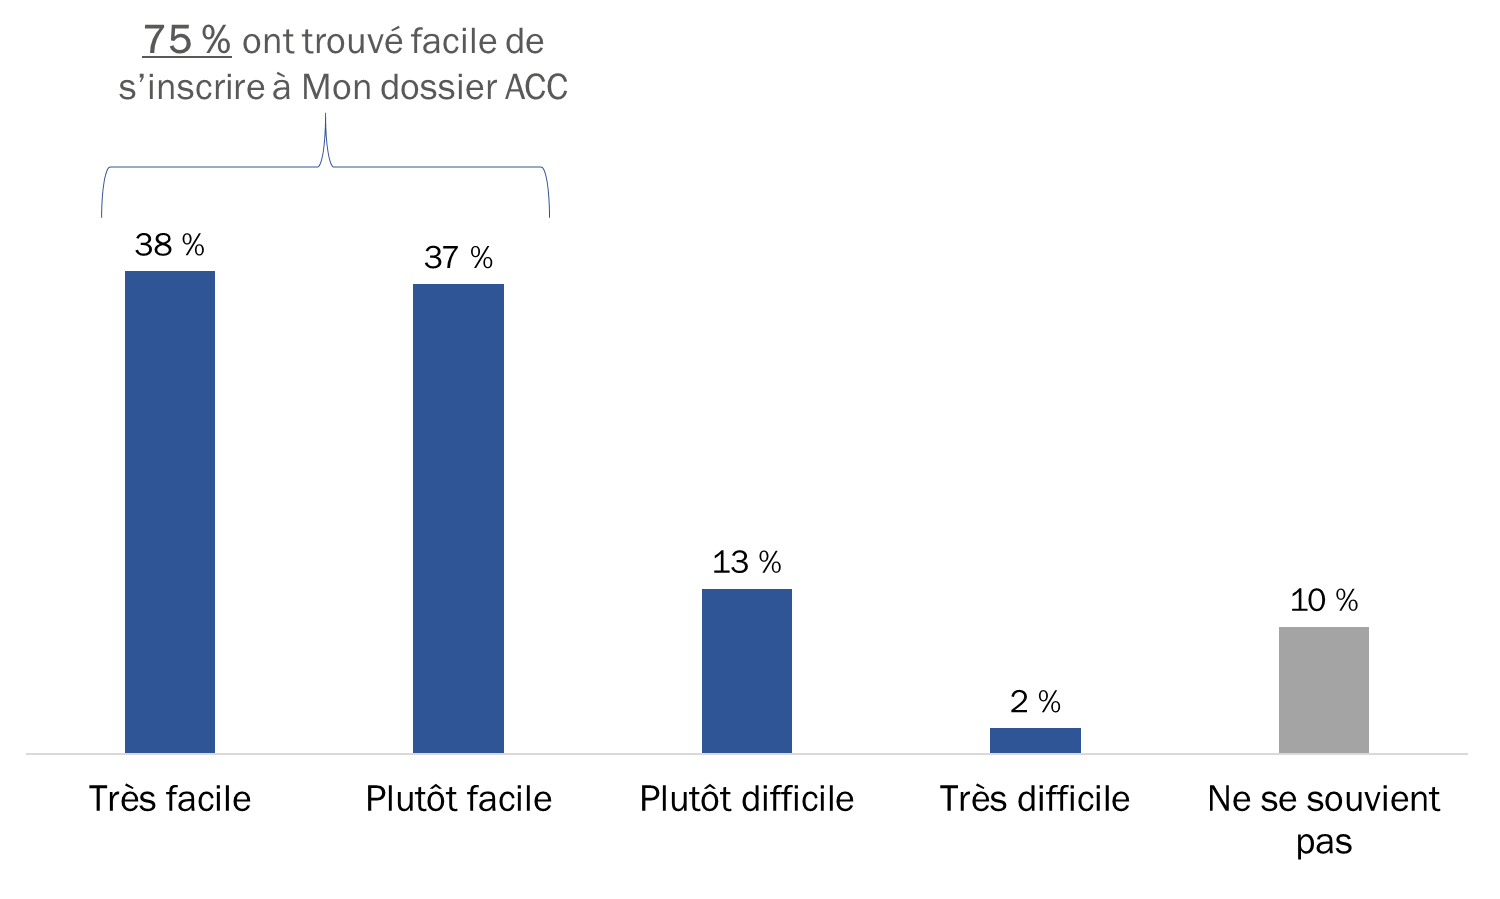 75 % ont trouvé facile de
s’inscrire à Mon dossier ACC
38 %
37 %
13 %
2 %
10 %
Très facile
Plutôt facile
Plutôt difficile
Très difficile
Ne se souvient
pas